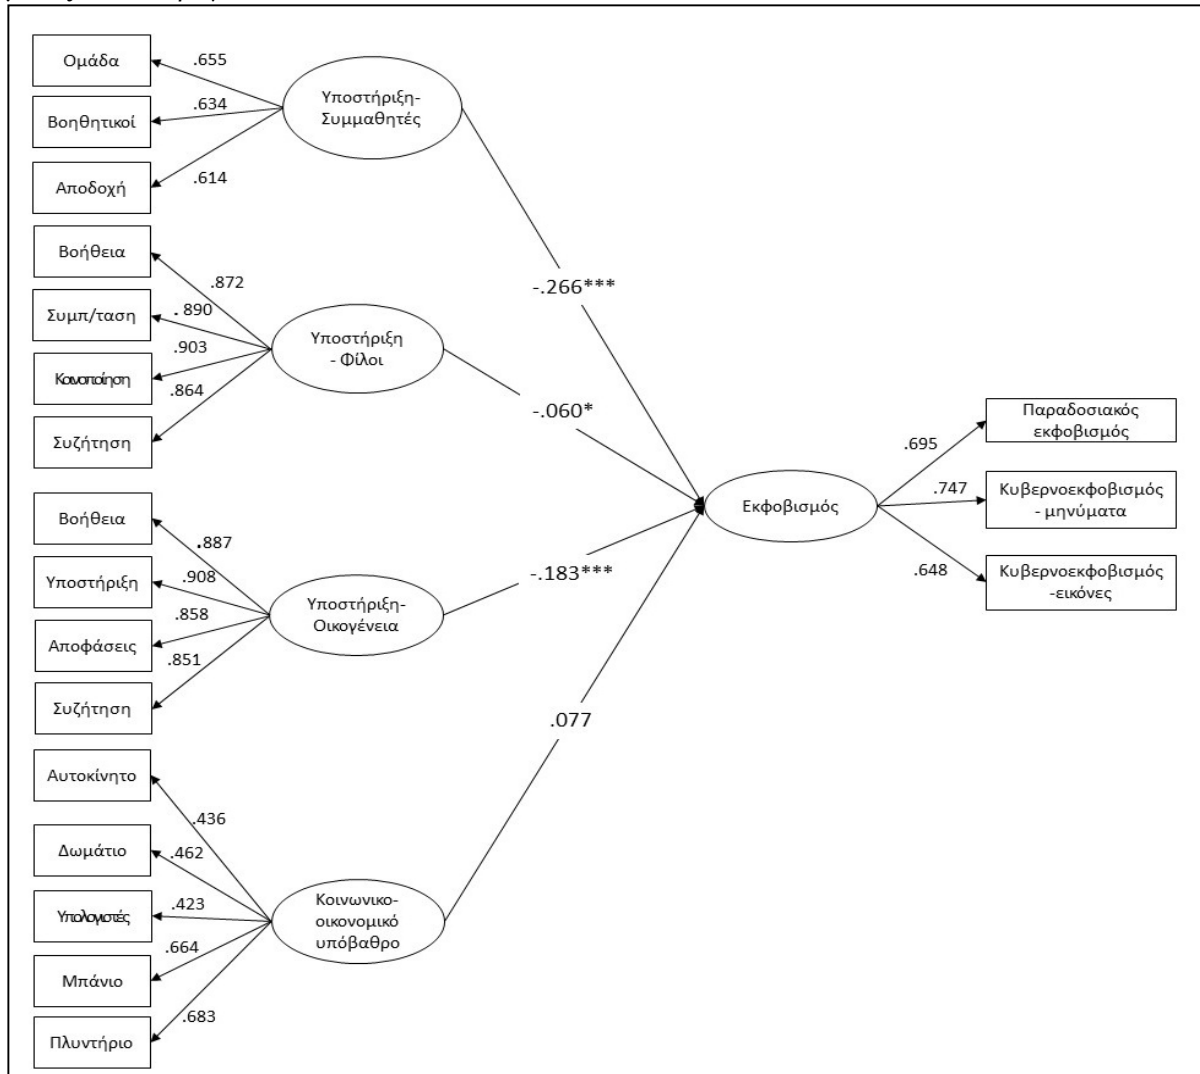 Ομάδα
Βοηθητικοί
Αποδοχή
.655
.634
.614
Υποστήριξη-
Συμμαθητές
-.266***
Βοήθεια
Συμπ/ταση
Κοινοποίηση
Συζήτηση
.872
.890
.903
.864
Υποστήριξη
- Φίλοι
-.060*
Βοήθεια
Υποστήριξη
Αποφάσεις
Συζήτηση
.887
.908
.858
.851
Υποστήριξη-
Οικογένεια
-.183***
Αυτοκίνητο
Δωμάτιο
Υπολογιστές
Μπάνιο
Πλυντήριο
.436
.462
.423
.664
.683
Κοινωνικο-
οικονομικό
υπόβαθρο
.077
Εκφοβισμός
.695
.747
.648
Παραδοσιακός
εκφοβισμός
Κυβερνοεκφοβισμός
- μηνύματα
Κυβερνοεκφοβισμός
-εικόνες